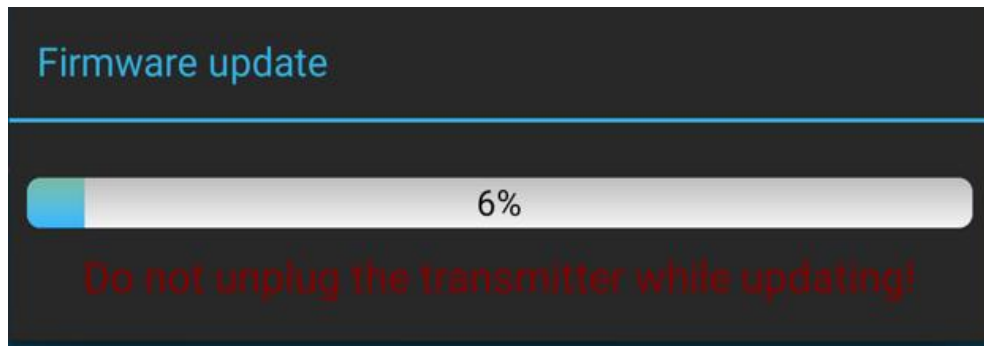 Firmware update
6%
Do not unplug the transmitter while updating!